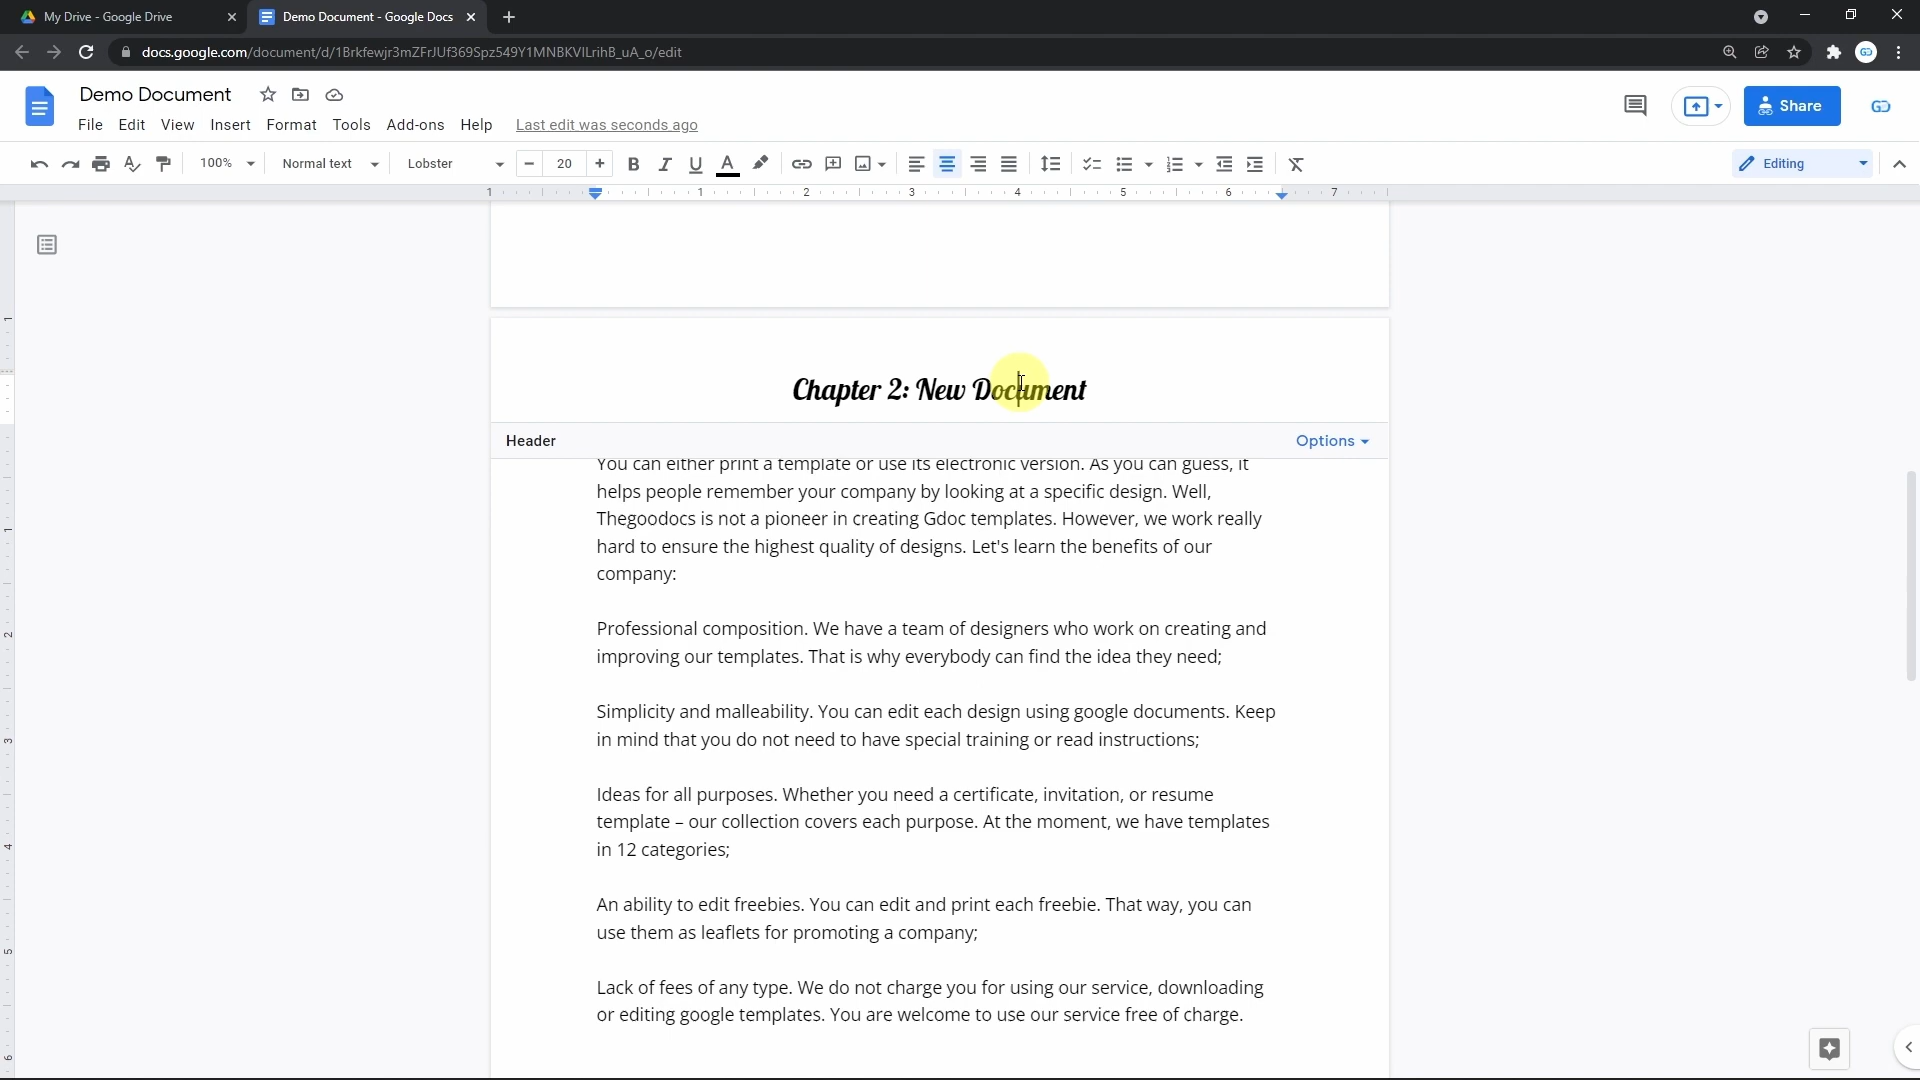 My Drive - Google Drive
Demo Document - Google Docs
docs.google.com/document/d/1Brkfewjr3mZFrJUf369Spz549Y1MNBKVILrihB_uA_o/edit
Demo Document
File Edit View Insert Format Tools Add-ons Help Last edit was seconds ago
Share
100% Normal text Lobster 20 Editing
1 1 2 3 4 5 6 7
Chapter 2: New Document
Header Options
You can either print a template or use its electronic version. As you can guess, it
helps people remember your company by looking at a specific design. Well,
Thegoodocs is not a pioneer in creating Gdoc templates. However, we work really
hard to ensure the highest quality of designs. Let's learn the benefits of our
company:
Professional composition. We have a team of designers who work on creating and
improving our templates. That is why everybody can find the idea they need;
Simplicity and malleability. You can edit each design using google documents. Keep
in mind that you do not need to have special training or read instructions;
Ideas for all purposes. Whether you need a certificate, invitation, or resume
template – our collection covers each purpose. At the moment, we have templates
in 12 categories;
An ability to edit freebies. You can edit and print each freebie. That way, you can
use them as leaflets for promoting a company;
Lack of fees of any type. We do not charge you for using our service, downloading
or editing google templates. You are welcome to use our service free of charge.